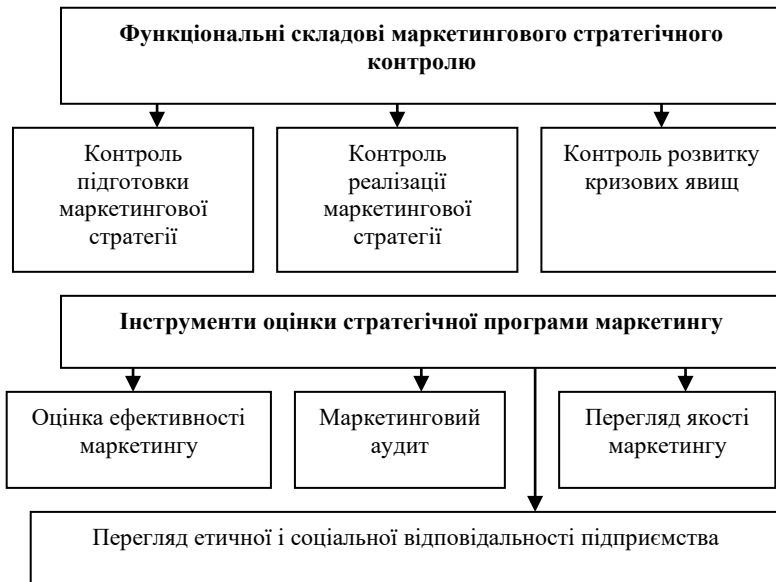 Функціональні складові маркетингового стратегічного
контролю
Контроль
підготовки
маркетингової
стратегії
Контроль
реалізації
маркетингової
стратегії
Контроль розвитку
кризових явищ
Інструменти оцінки стратегічної програми маркетингу
Оцінка ефективності
маркетингу
Маркетинговий
аудит
Перегляд якості
маркетингу
Перегляд етичної і соціальної відповідальності підприємства